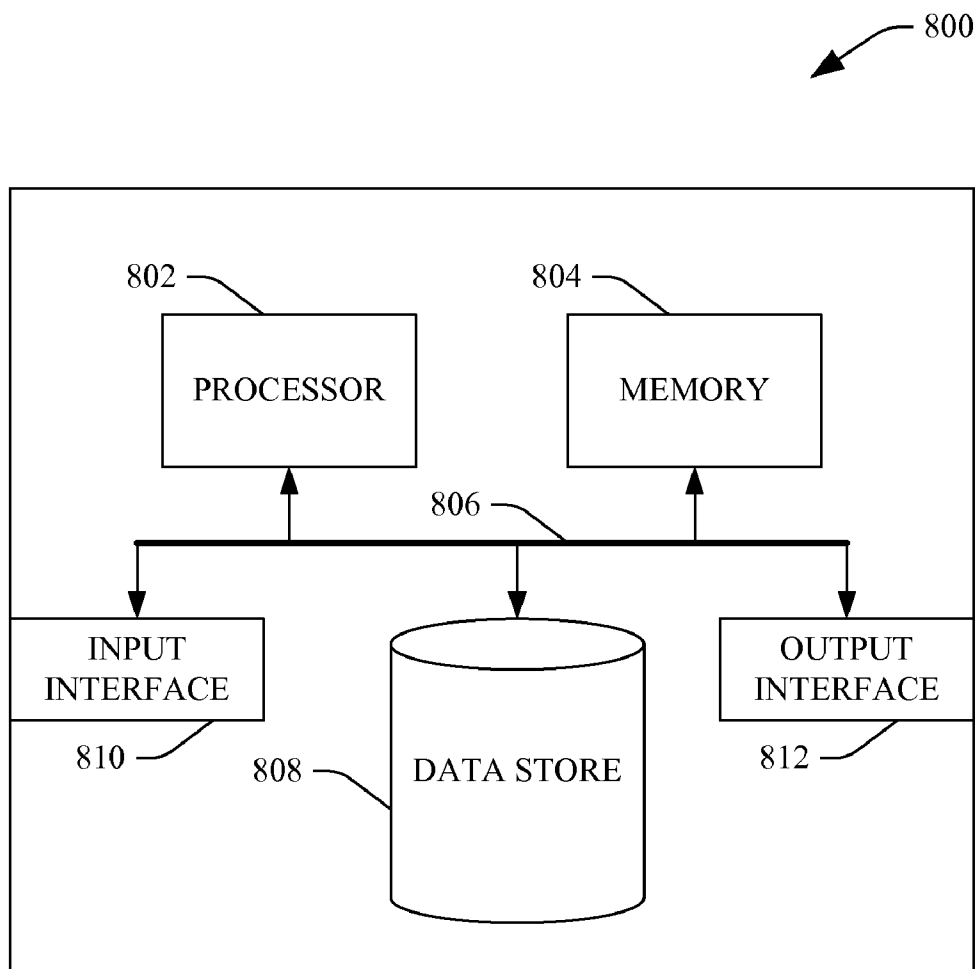 800
802
804
PROCESSOR
MEMORY
806
INPUT
INTERFACE
OUTPUT
INTERFACE
810
808
DATA STORE
812